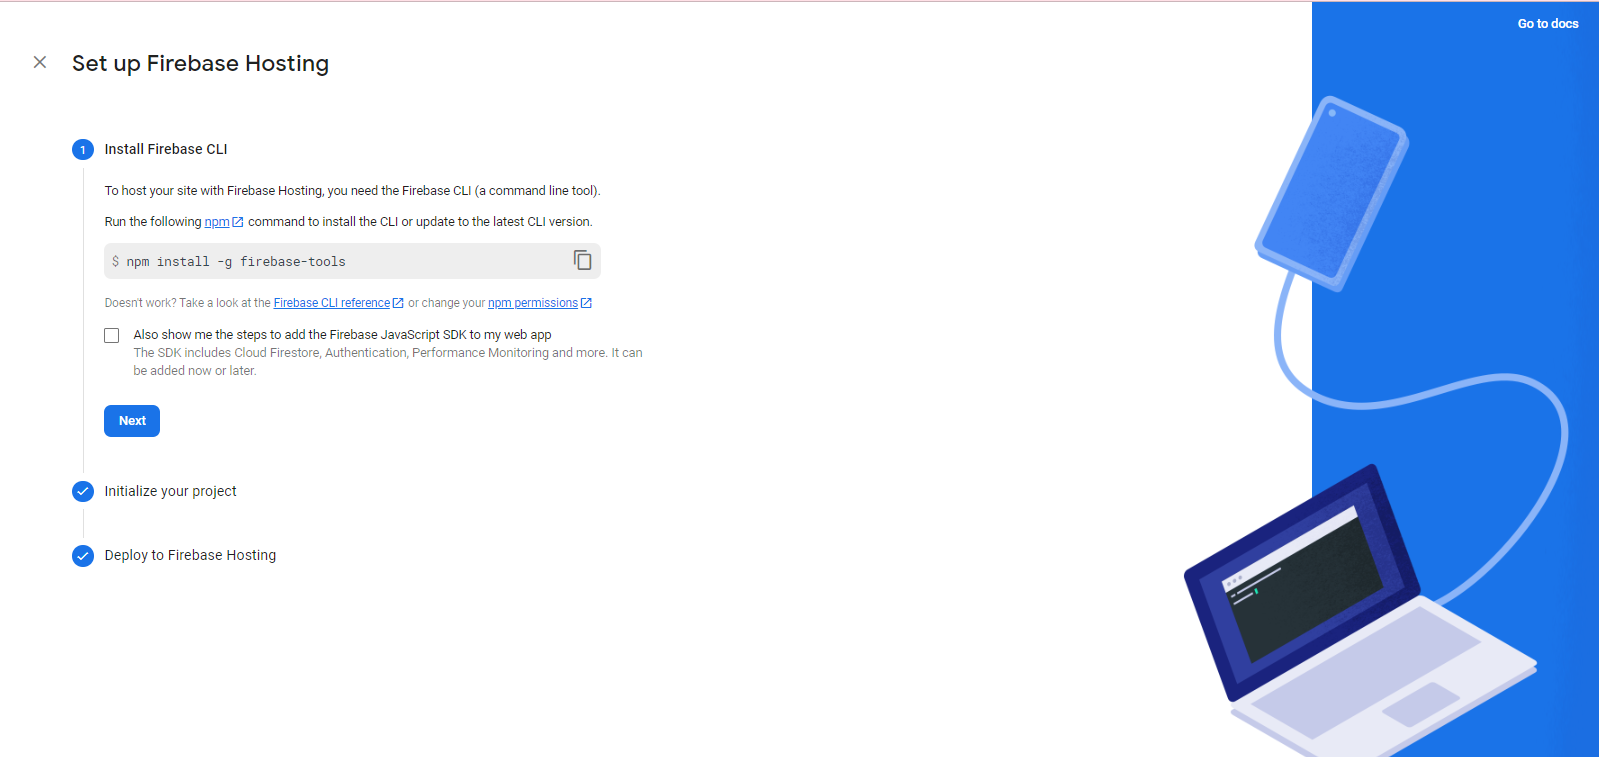 Go to docs
Set up Firebase Hosting
1 Install Firebase CLI
To host your site with Firebase Hosting, you need the Firebase CLI (a command line tool).
Run the following npm command to install the CLI or update to the latest CLI version.
$ npm install -g firebase-tools
Doesn't work? Take a look at the Firebase CLI reference or change your npm permissions
Also show me the steps to add the Firebase JavaScript SDK to my web app
The SDK includes Cloud Firestore, Authentication, Performance Monitoring and more. It can
be added now or later.
Next
Initialize your project
Deploy to Firebase Hosting